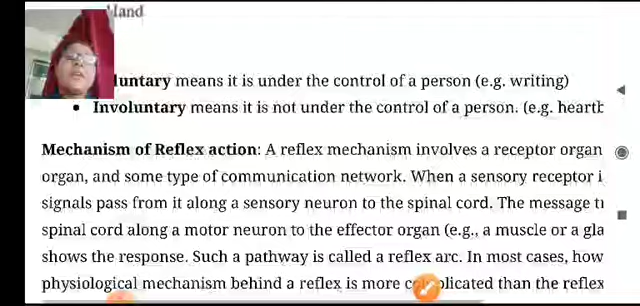 land
luntary means it is under the control of a person (e.g. writing)
• Involuntary means it is not under the control of a person. (e.g. heartb
Mechanism of Reflex action: A reflex mechanism involves a receptor organ
organ, and some type of communication network. When a sensory receptor i
signals pass from it along a sensory neuron to the spinal cord. The message
spinal cord along a motor neuron to the effector organ (e.g., a muscle or a gla
shows the response. Such a pathway is called a reflex arc. In most cases, how
physiological mechanism behind a reflex is more than the reflex